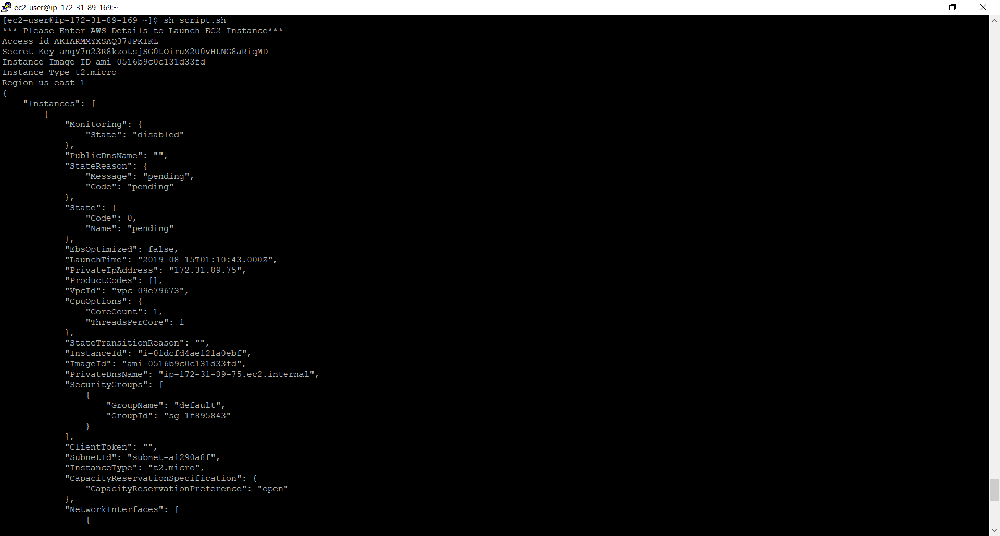 ec2-user@ip-172-31-89-169:~
[ec2-user@ip-172-31-89-169 ~]$ sh script.sh
*** Please Enter AWS Details to Launch EC2 Instance***
Access id AKIARMMYXSAQ37JPKIKL
Secret Key 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
Instance Image ID ami-0516b9c0c131d33fd
Instance Type t2.micro
Region us-east-1
{
    "Instances": [
        {
            "Monitoring": {
                "State": "disabled"
            },
            "PublicDnsName": "",
            "StateReason": {
                "Message": "pending",
                "Code": "pending"
            },
            "State": {
                "Code": 0,
                "Name": "pending"
            },
            "EbsOptimized": false,
            "LaunchTime": "2019-08-15T01:10:43.000Z",
            "PrivateIpAddress": "172.31.89.75",
            "ProductCodes": [],
            "VpcId": "vpc-09e79673",
            "CpuOptions": {
                "CoreCount": 1,
                "ThreadsPerCore": 1
            },
            "StateTransitionReason": "",
            "InstanceId": "i-01dcfd4ae121a0ebf",
            "ImageId": "ami-0516b9c0c131d33fd",
            "PrivateDnsName": "ip-172-31-89-75.ec2.internal",
            "SecurityGroups": [
                {
                    "GroupName": "default",
                    "GroupId": "sg-1f895843"
                }
            ],
            "ClientToken": "",
            "SubnetId": "subnet-a1290a8f",
            "InstanceType": "t2.micro",
            "CapacityReservationSpecification": {
                "CapacityReservationPreference": "open"
            },
            "NetworkInterfaces": [
                {